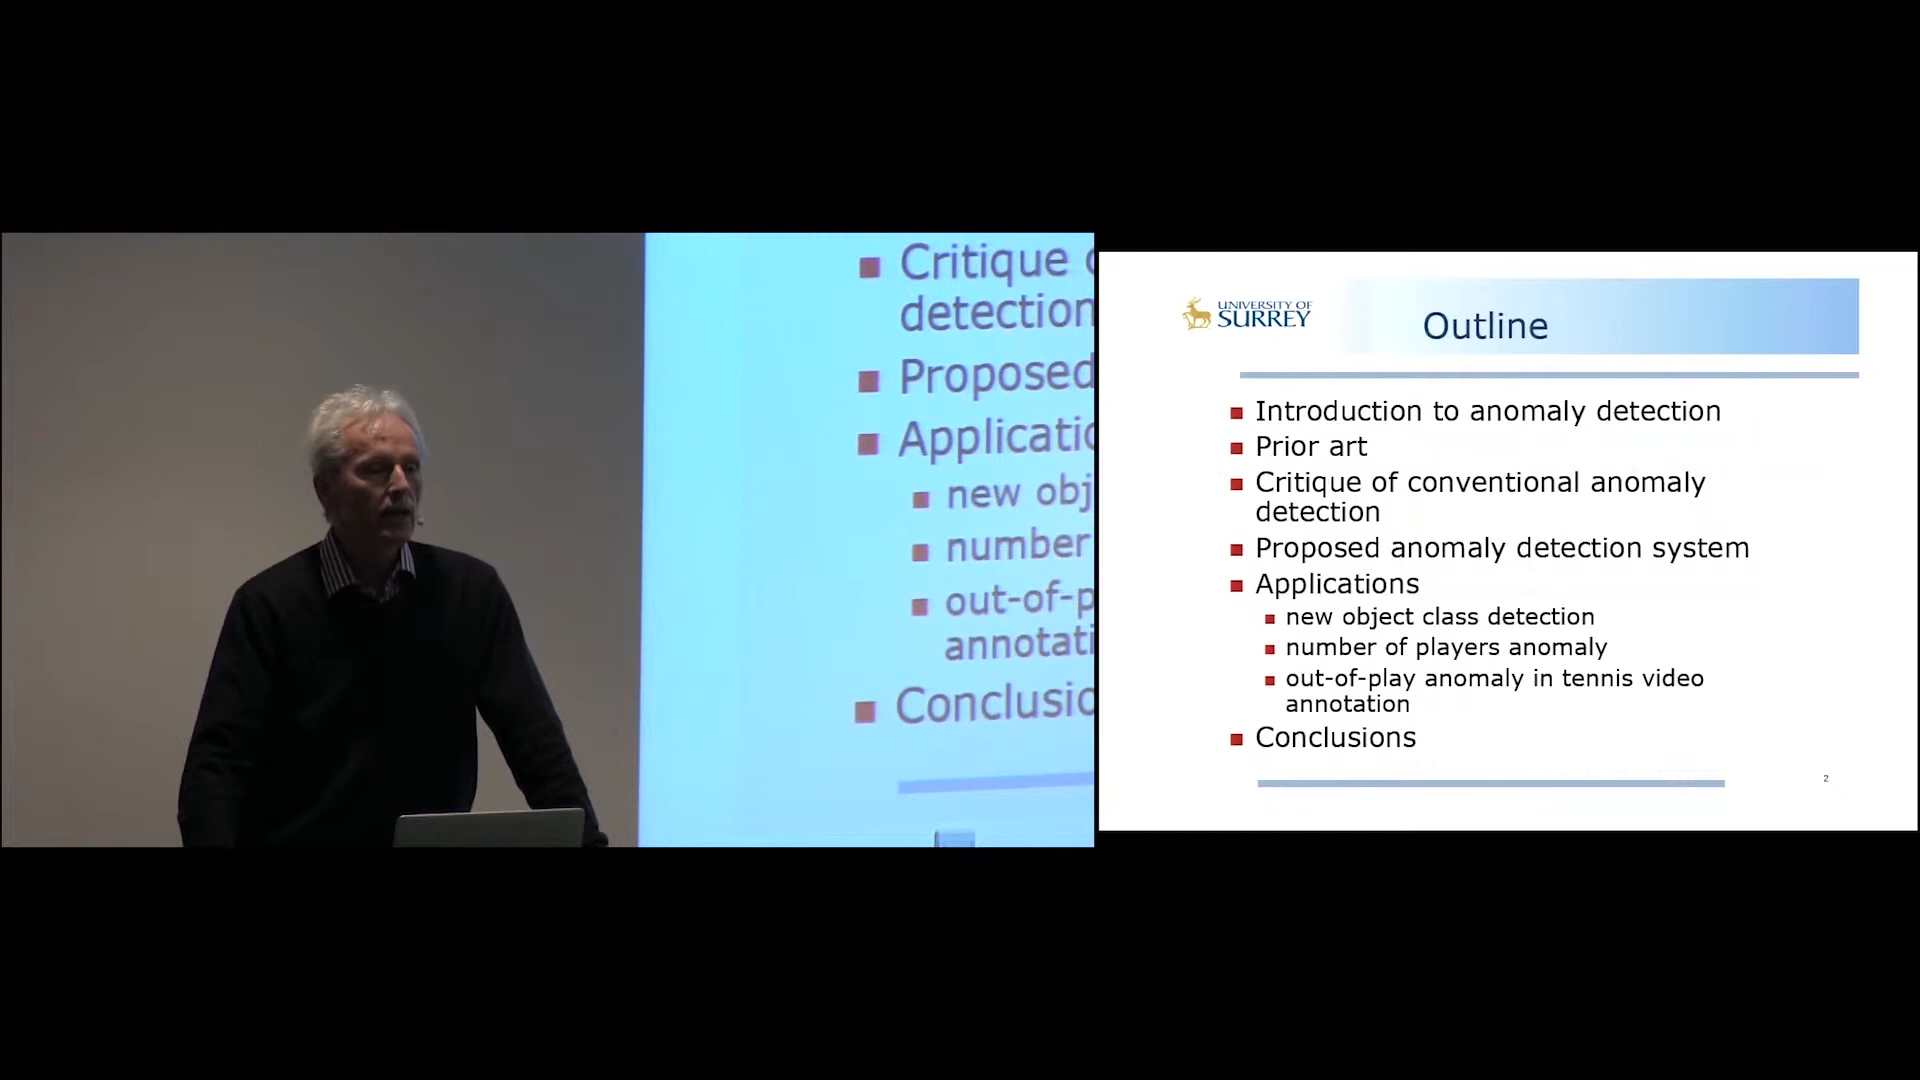 Critique
detection
Proposed
Applicatio
new obj
number
out-of-p
annotati
Conclusio
UNIVERSITY OF
SURREY
Outline
Introduction to anomaly detection
Prior art
Critique of conventional anomaly
detection
Proposed anomaly detection system
Applications
new object class detection
number of players anomaly
out-of-play anomaly in tennis video
annotation
Conclusions
2